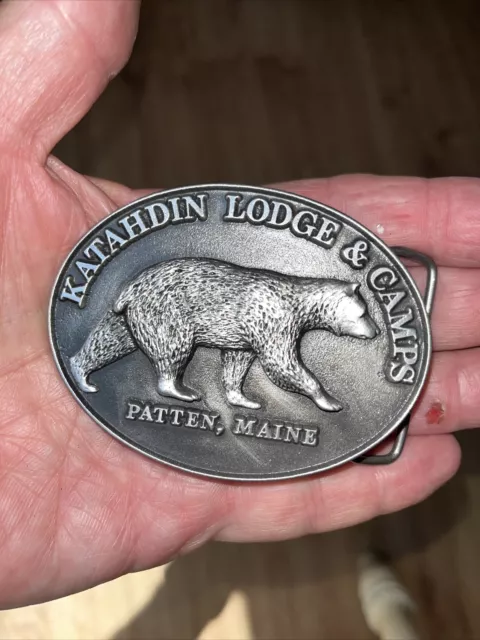 KATAHDIN LODGE & CAMPS
PATTEN, MAINE